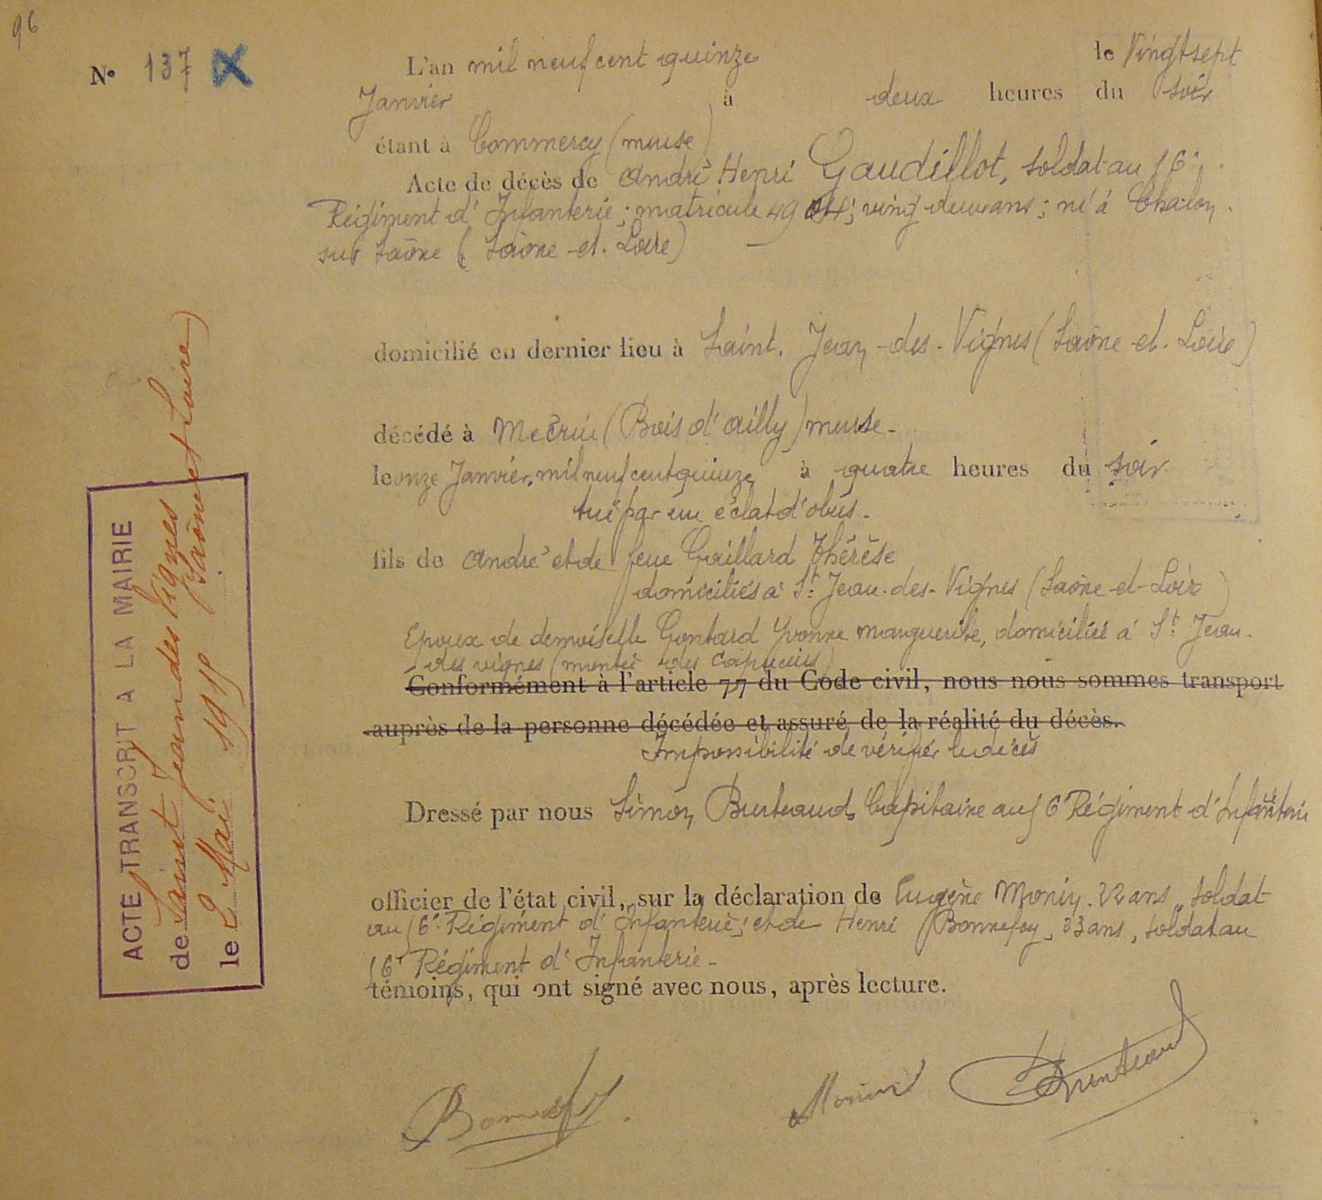 96
N° 137 X
L'an mil neuf cent quinze le Vingt sept
Janvier à deux heures du soir
étant à Commercy (meuse)
Acte de décès de André Henri Gaudillot, soldat au 16e
Régiment d'Infanterie; matricule 4904; vingt deux ans; né à Chalon
sur Saône (Saône-et-Loire)
domicilié en dernier lieu à Saint-Jean-des-Vignes (Saône-et-Loire)
décédé à Mécrin (Bois d'ailly) meuse-
le onze Janvier, mil neuf cent quinze à quatre heures du soir
tué par un éclat d'obus-
fils de André et de feue Gaillard Thérèse
domiciliés à St Jean-des-Vignes (Saône-et-Loire)
Epoux de demoiselle Gontard Yvonne marguerite, domiciliée à St Jean-
des vignes (montée des Capucins)
Conformément à l'article 77 du Code civil, nous nous sommes transport
auprès de la personne décédée et assuré de la réalité du décès.
Impossibilité de vérifier le décès
Dressé par nous Simon Capitaine au 16e Régiment d'Infanterie
officier de l'état civil, sur la déclaration de Eugène 22 ans, soldat
au 16e Régiment d'Infanterie; et de Henri Bonnefoy, 33 ans, soldat au
16e Régiment d'Infanterie-
témoins, qui ont signé avec nous, après lecture.
ACTE TRANSCRIT A LA MAIRIE
de Saint Jean des Vignes Saône et Loire)
le 2 Mai 1915